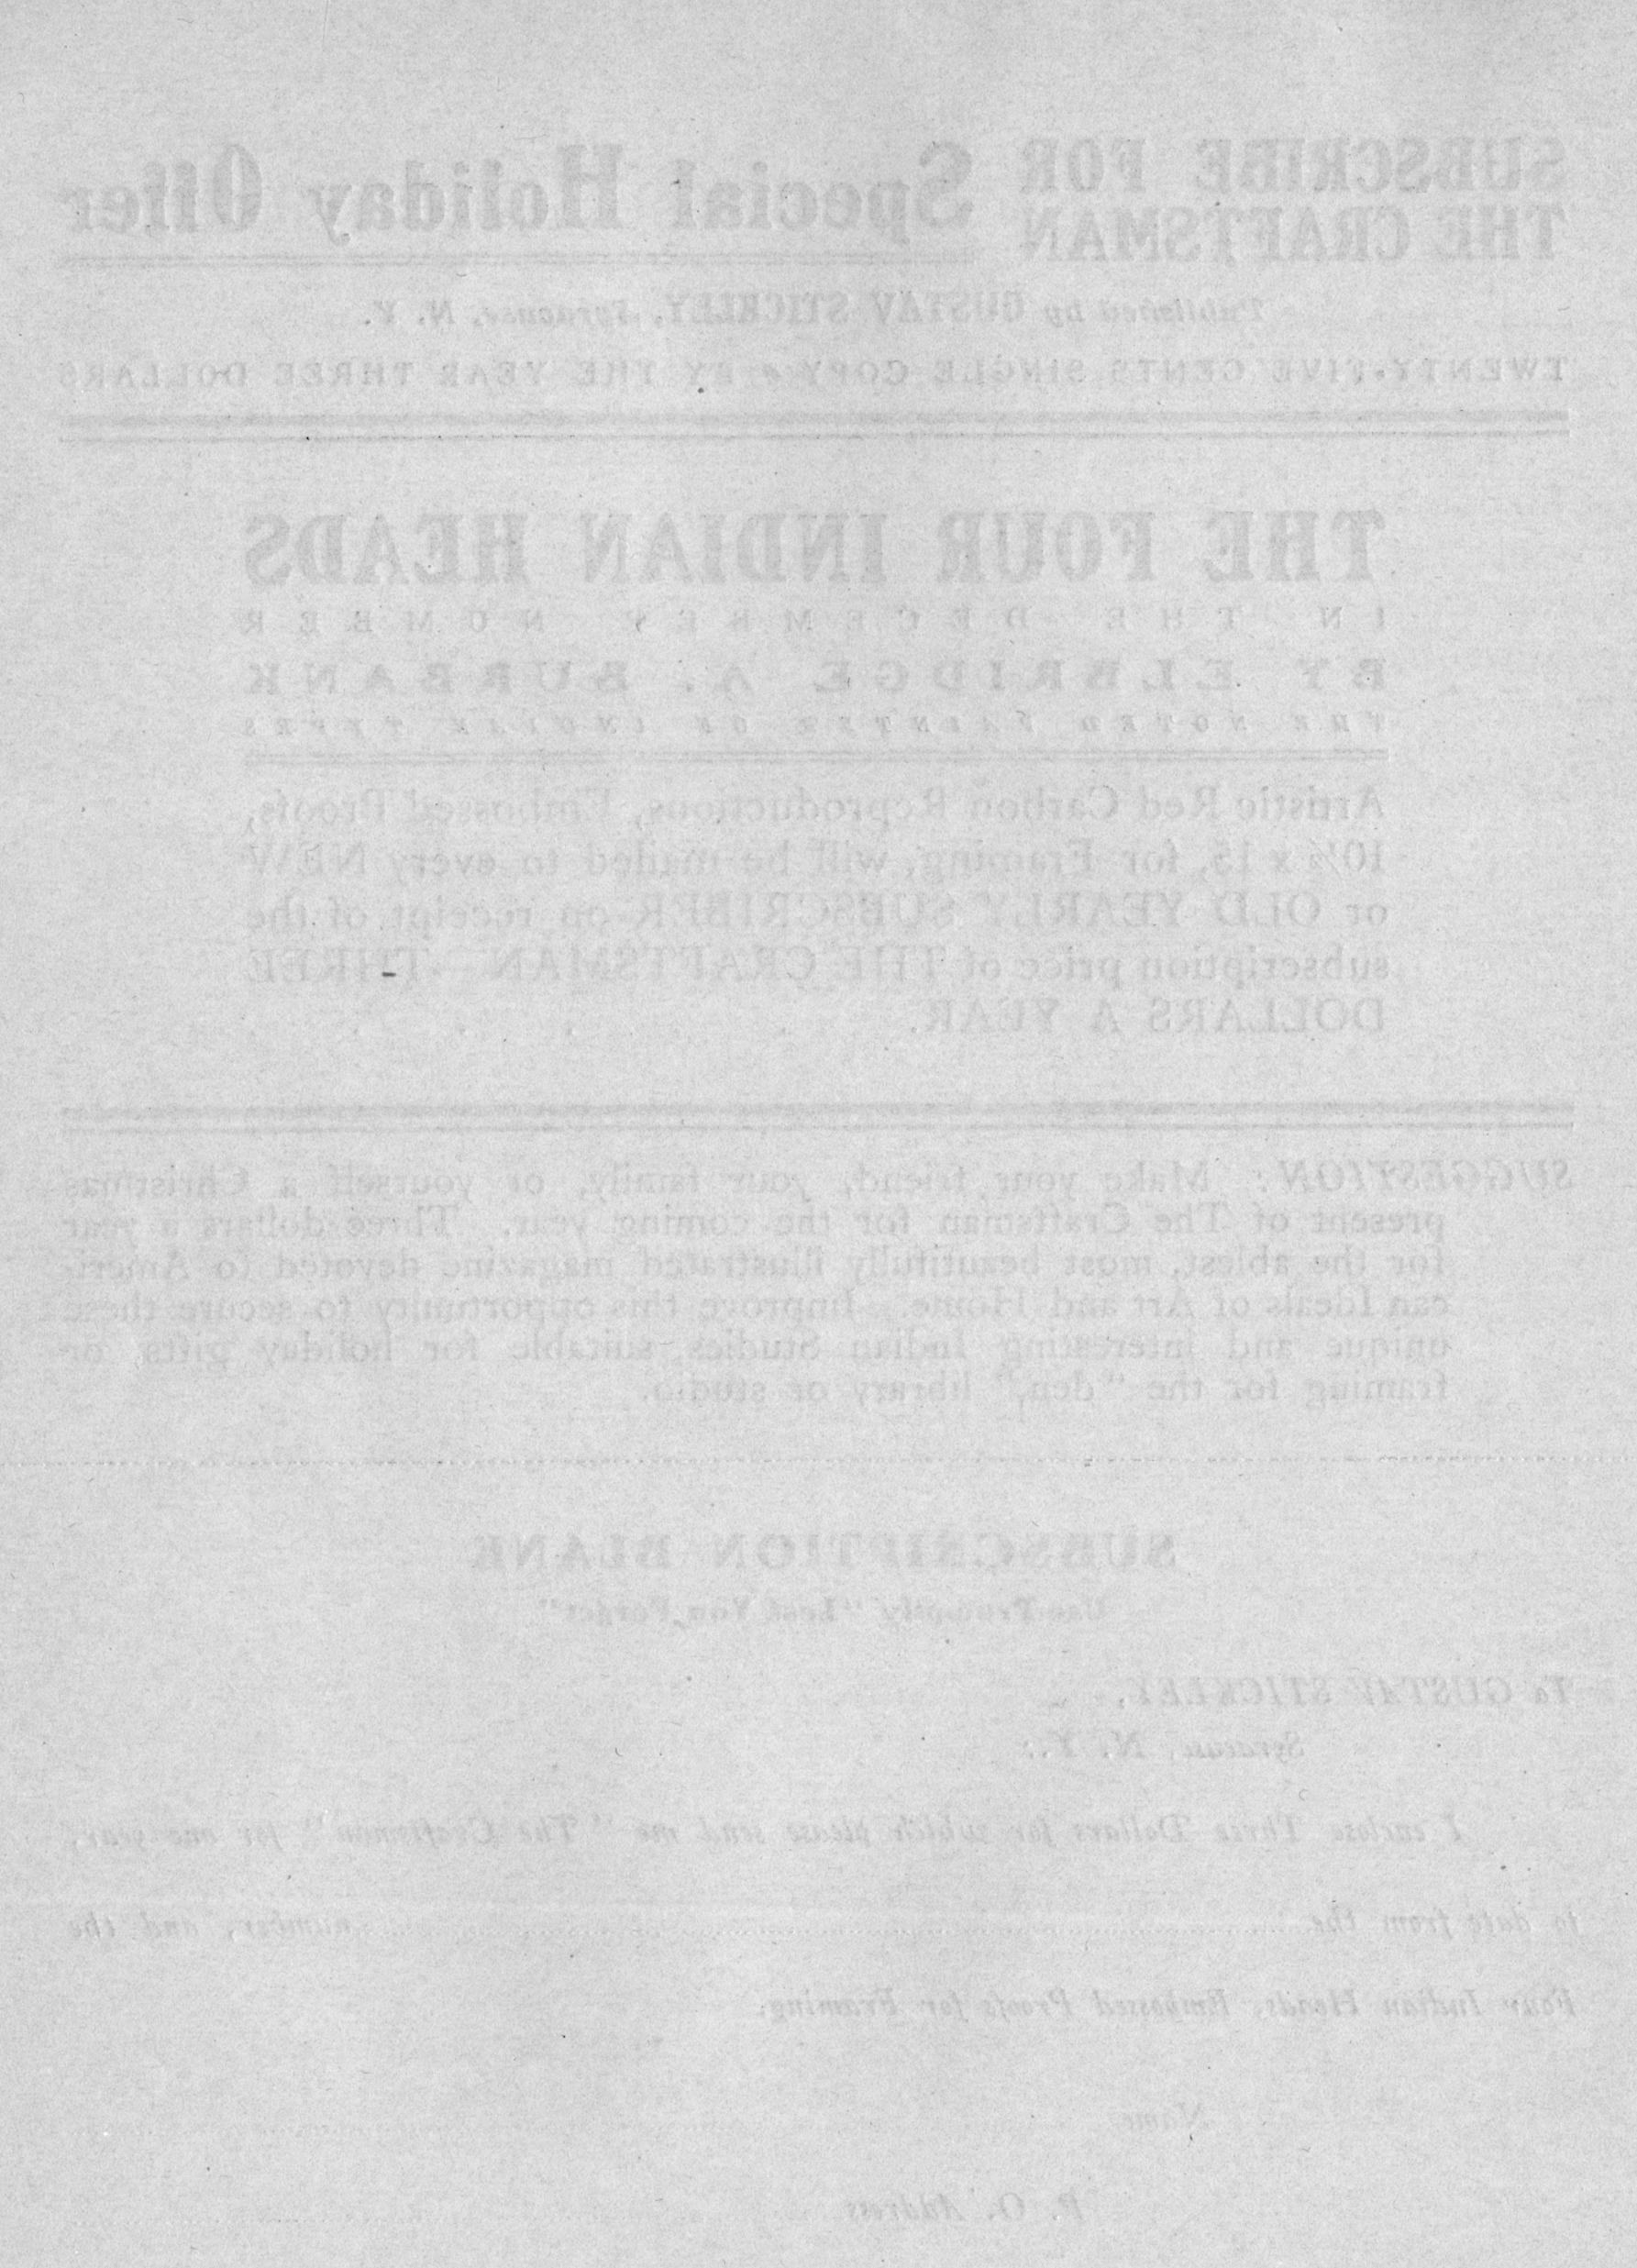 SUBSCRIBE FOR
THE CRAFTSMAN
Special Holiday Offer
Published by GUSTAV STICKLEY, Syracuse, N. Y.
TWENTY-FIVE CENTS SINGLE COPY BY THE YEAR THREE DOLLARS
THE FOUR INDIAN HEADS
IN THE DECEMBER NUMBER
BY ELBRIDGE A. BURBANK
THE NOTED PAINTER OF INDIAN TYPES
Artistic Red Carbon Reproductions, Embossed Proofs,
10½ x 15, for Framing, will be mailed to every NEW
or OLD YEARLY SUBSCRIBER on receipt of the
subscription price of THE CRAFTSMAN—THREE
DOLLARS A YEAR. . . . . .
SUGGESTION: Make your friend, your family, or yourself a Christmas
present of The Craftsman for the coming year. Three dollars a year
for the ablest, most beautifully illustrated magazine devoted to Ameri-
can Ideals of Art and Home. Improve this opportunity to secure these
unique and interesting Indian Studies, suitable for holiday gifts, or
framing for the "den," library or studio.
SUBSCRIPTION BLANK
Use Promptly "Lest You Forget"
To GUSTAV STICKLEY,
Syracuse, N. Y.:
I enclose Three Dollars for which please send me "The Craftsman" for one year,
to date from the number, and the
Four Indian Heads, Embossed Proofs for Framing.
Name
P. O. Address